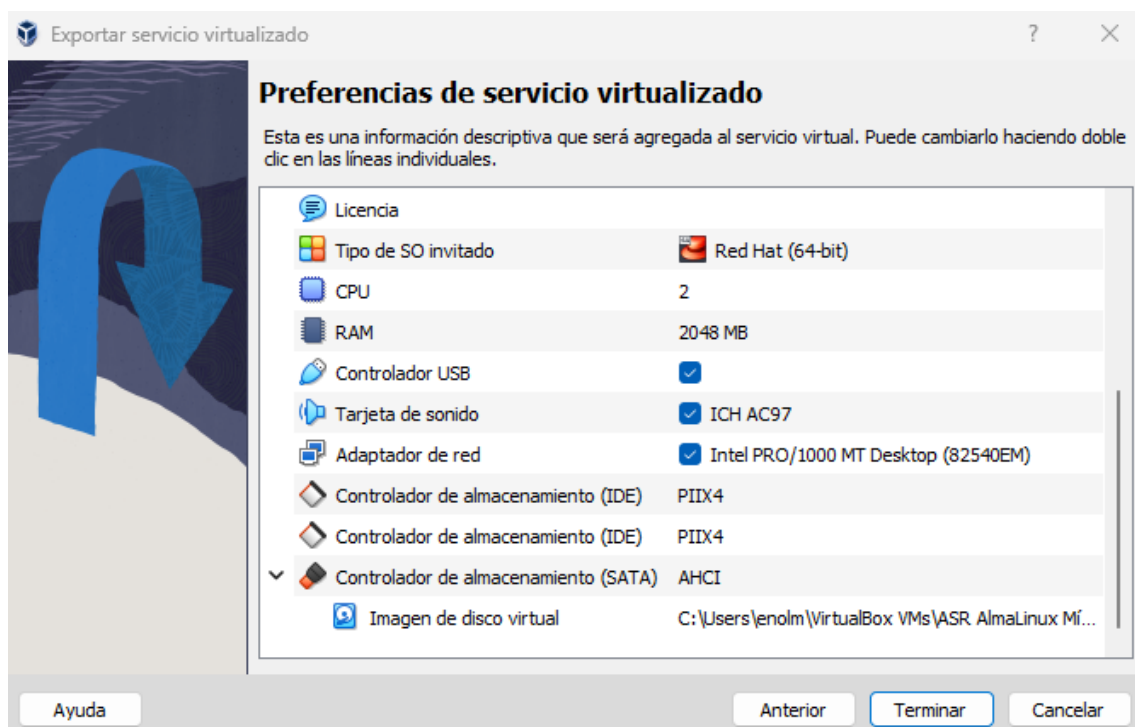 Exportar servicio virtualizado
?
Preferencias de servicio virtualizado
Esta es una información descriptiva que será agregada al servicio virtual. Puede cambiarlo haciendo doble
clic en las líneas individuales.
Licencia
Tipo de SO invitado Red Hat (64-bit)
CPU 2
RAM 2048 MB
Controlador USB
Tarjeta de sonido ICH AC97
Adaptador de red Intel PRO/1000 MT Desktop (82540EM)
Controlador de almacenamiento (IDE) PIIX4
Controlador de almacenamiento (IDE) PIIX4
Controlador de almacenamiento (SATA) AHCI
Imagen de disco virtual C:\Users\enolm\VirtualBox VMs\ASR AlmaLinux Mí...
Ayuda Anterior Terminar Cancelar